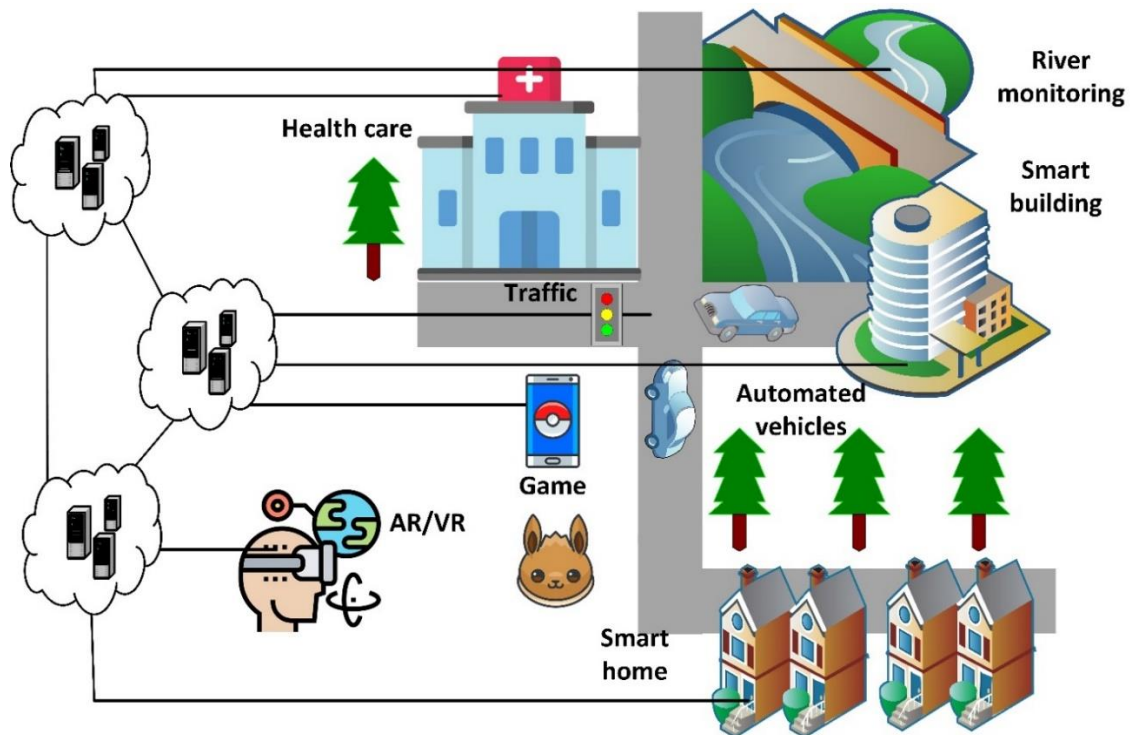 River
monitoring
Health care
Smart
building
Traffic
Automated
vehicles
Game
AR/VR
Smart
home